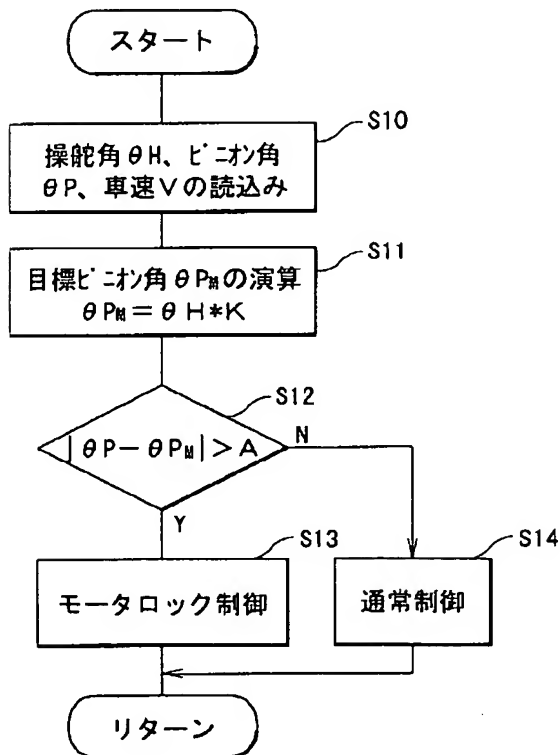 スタート
S10
操舵角θH、ピニオン角
θP、車速Vの読込み
S11
目標ピニオン角θPMの演算
θPM=θH*K
S12
|θP-θPM|>A
N
Y
S13
S14
モータロック制御
通常制御
リターン